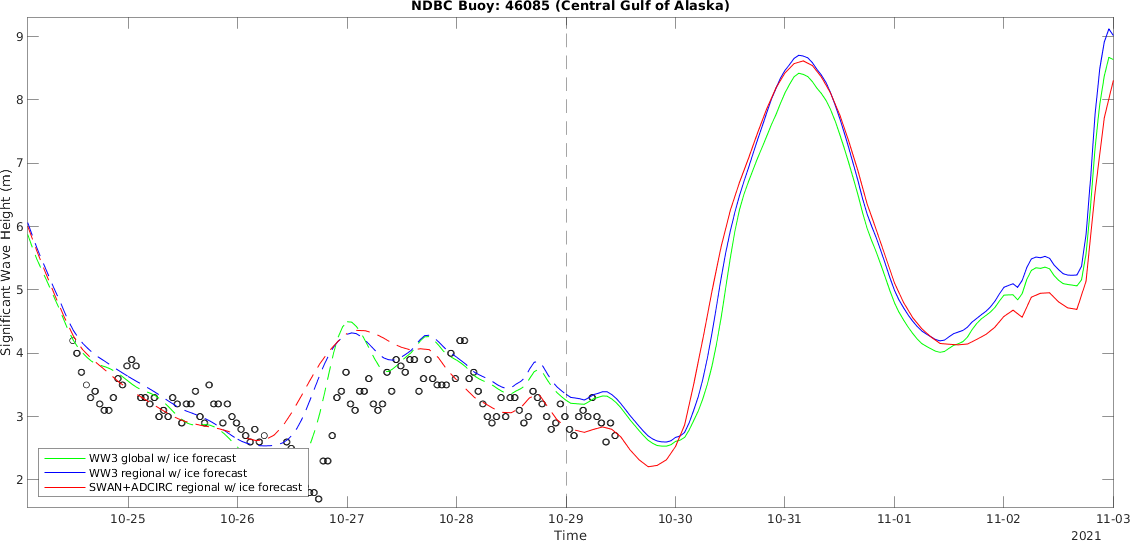 NDBC Buoy: 46085 (Central Gulf of Alaska)
9
8
7
6
5
4
3
2
Significant Wave Height (m)
WW3 global w/ ice forecast
WW3 regional w/ ice forecast
SWAN+ADCIRC regional w/ ice forecast
10-25 10-26 10-27 10-28 10-29 10-30 10-31 11-01 11-02 11-03
Time
2021